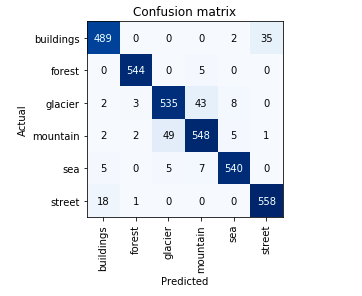 Confusion matrix
buildings 489 0 0 0 2 35
forest 0 544 0 5 0 0
glacier 2 3 535 43 8 0
mountain 2 2 49 548 5 1
sea 5 0 5 7 540 0
street 18 1 0 0 0 558
buildings forest glacier mountain sea street
Actual
Predicted